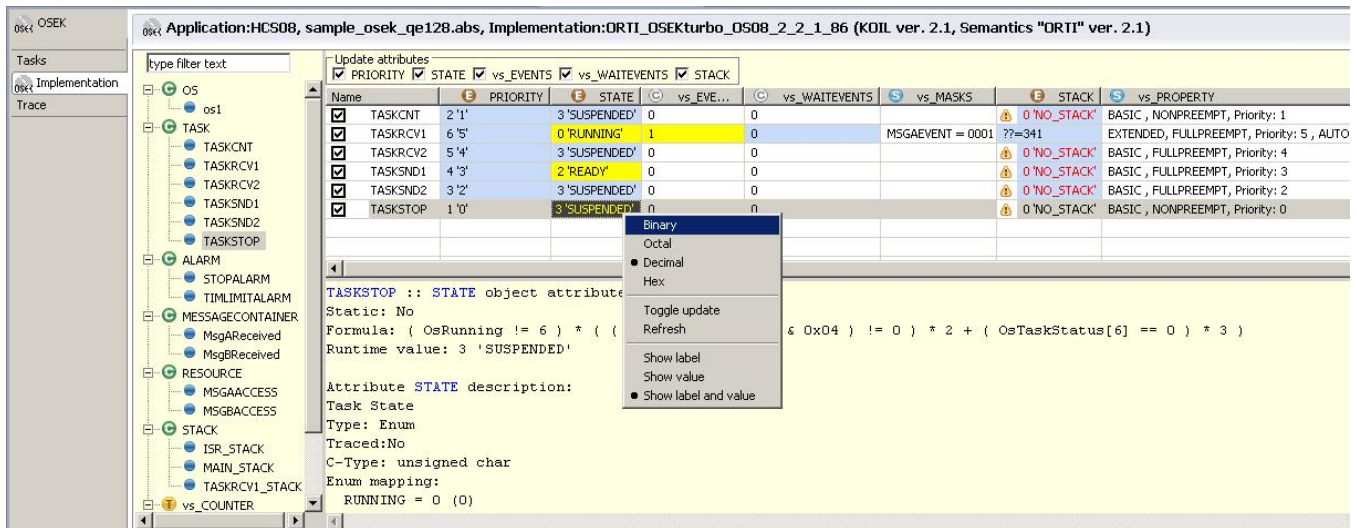 OSEK
Application:HCS08, sample_osek_qe128.abs, Implementation:ORTI_OSEKturbo_OS08_2_2_1_86 (KOIL ver. 2.1, Semantics "ORTI" ver. 2.1)
Tasks
Implementation
Trace
type filter text
OS
os1
TASK
TASKCNT
TASKRCV1
TASKRCV2
TASKSND1
TASKSND2
TASKSTOP
ALARM
STOPALARM
TIMLIMITALARM
MESSAGECONTAINER
MsgAReceived
MsgBReceived
RESOURCE
MSGAACCESS
MSGBACCESS
STACK
ISR_STACK
MAIN_STACK
TASKRCV1_STACK
vs_COUNTER
Update attributes
PRIORITY STATE vs_EVENTS vs_WAITEVENTS STACK
Name E PRIORITY E STATE C vs_EVE... C vs_WAITEVENTS S vs_MASKS E STACK S vs_PROPERTY
TASKCNT 2 '1' 3 'SUSPENDED' 0 0 0 'NO_STACK' BASIC , NONPREEMPT, Priority: 1
TASKRCV1 6 '5' 0 'RUNNING' 1 0 MSGAEVENT = 0001 ??=341 EXTENDED, FULLPREEMPT, Priority: 5 , AUTO
TASKRCV2 5 '4' 3 'SUSPENDED' 0 0 0 'NO_STACK' BASIC , FULLPREEMPT, Priority: 4
TASKSND1 4 '3' 2 'READY' 0 0 0 'NO_STACK' BASIC , FULLPREEMPT, Priority: 3
TASKSND2 3 '2' 3 'SUSPENDED' 0 0 0 'NO_STACK' BASIC , FULLPREEMPT, Priority: 2
TASKSTOP 1 '0' 3 'SUSPENDED' 0 0 0 'NO_STACK' BASIC , NONPREEMPT, Priority: 0
Binary
Octal
Decimal
Hex
Toggle update
Refresh
Show label
Show value
Show label and value
TASKSTOP :: STATE object attribute
Static: No
Formula: ( OsRunning != 6 ) * ( ( & 0x04 ) != 0 ) * 2 + ( OsTaskStatus[6] == 0 ) * 3 )
Runtime value: 3 'SUSPENDED'
Attribute STATE description:
Task State
Type: Enum
Traced:No
C-Type: unsigned char
Enum mapping:
RUNNING = 0 (0)